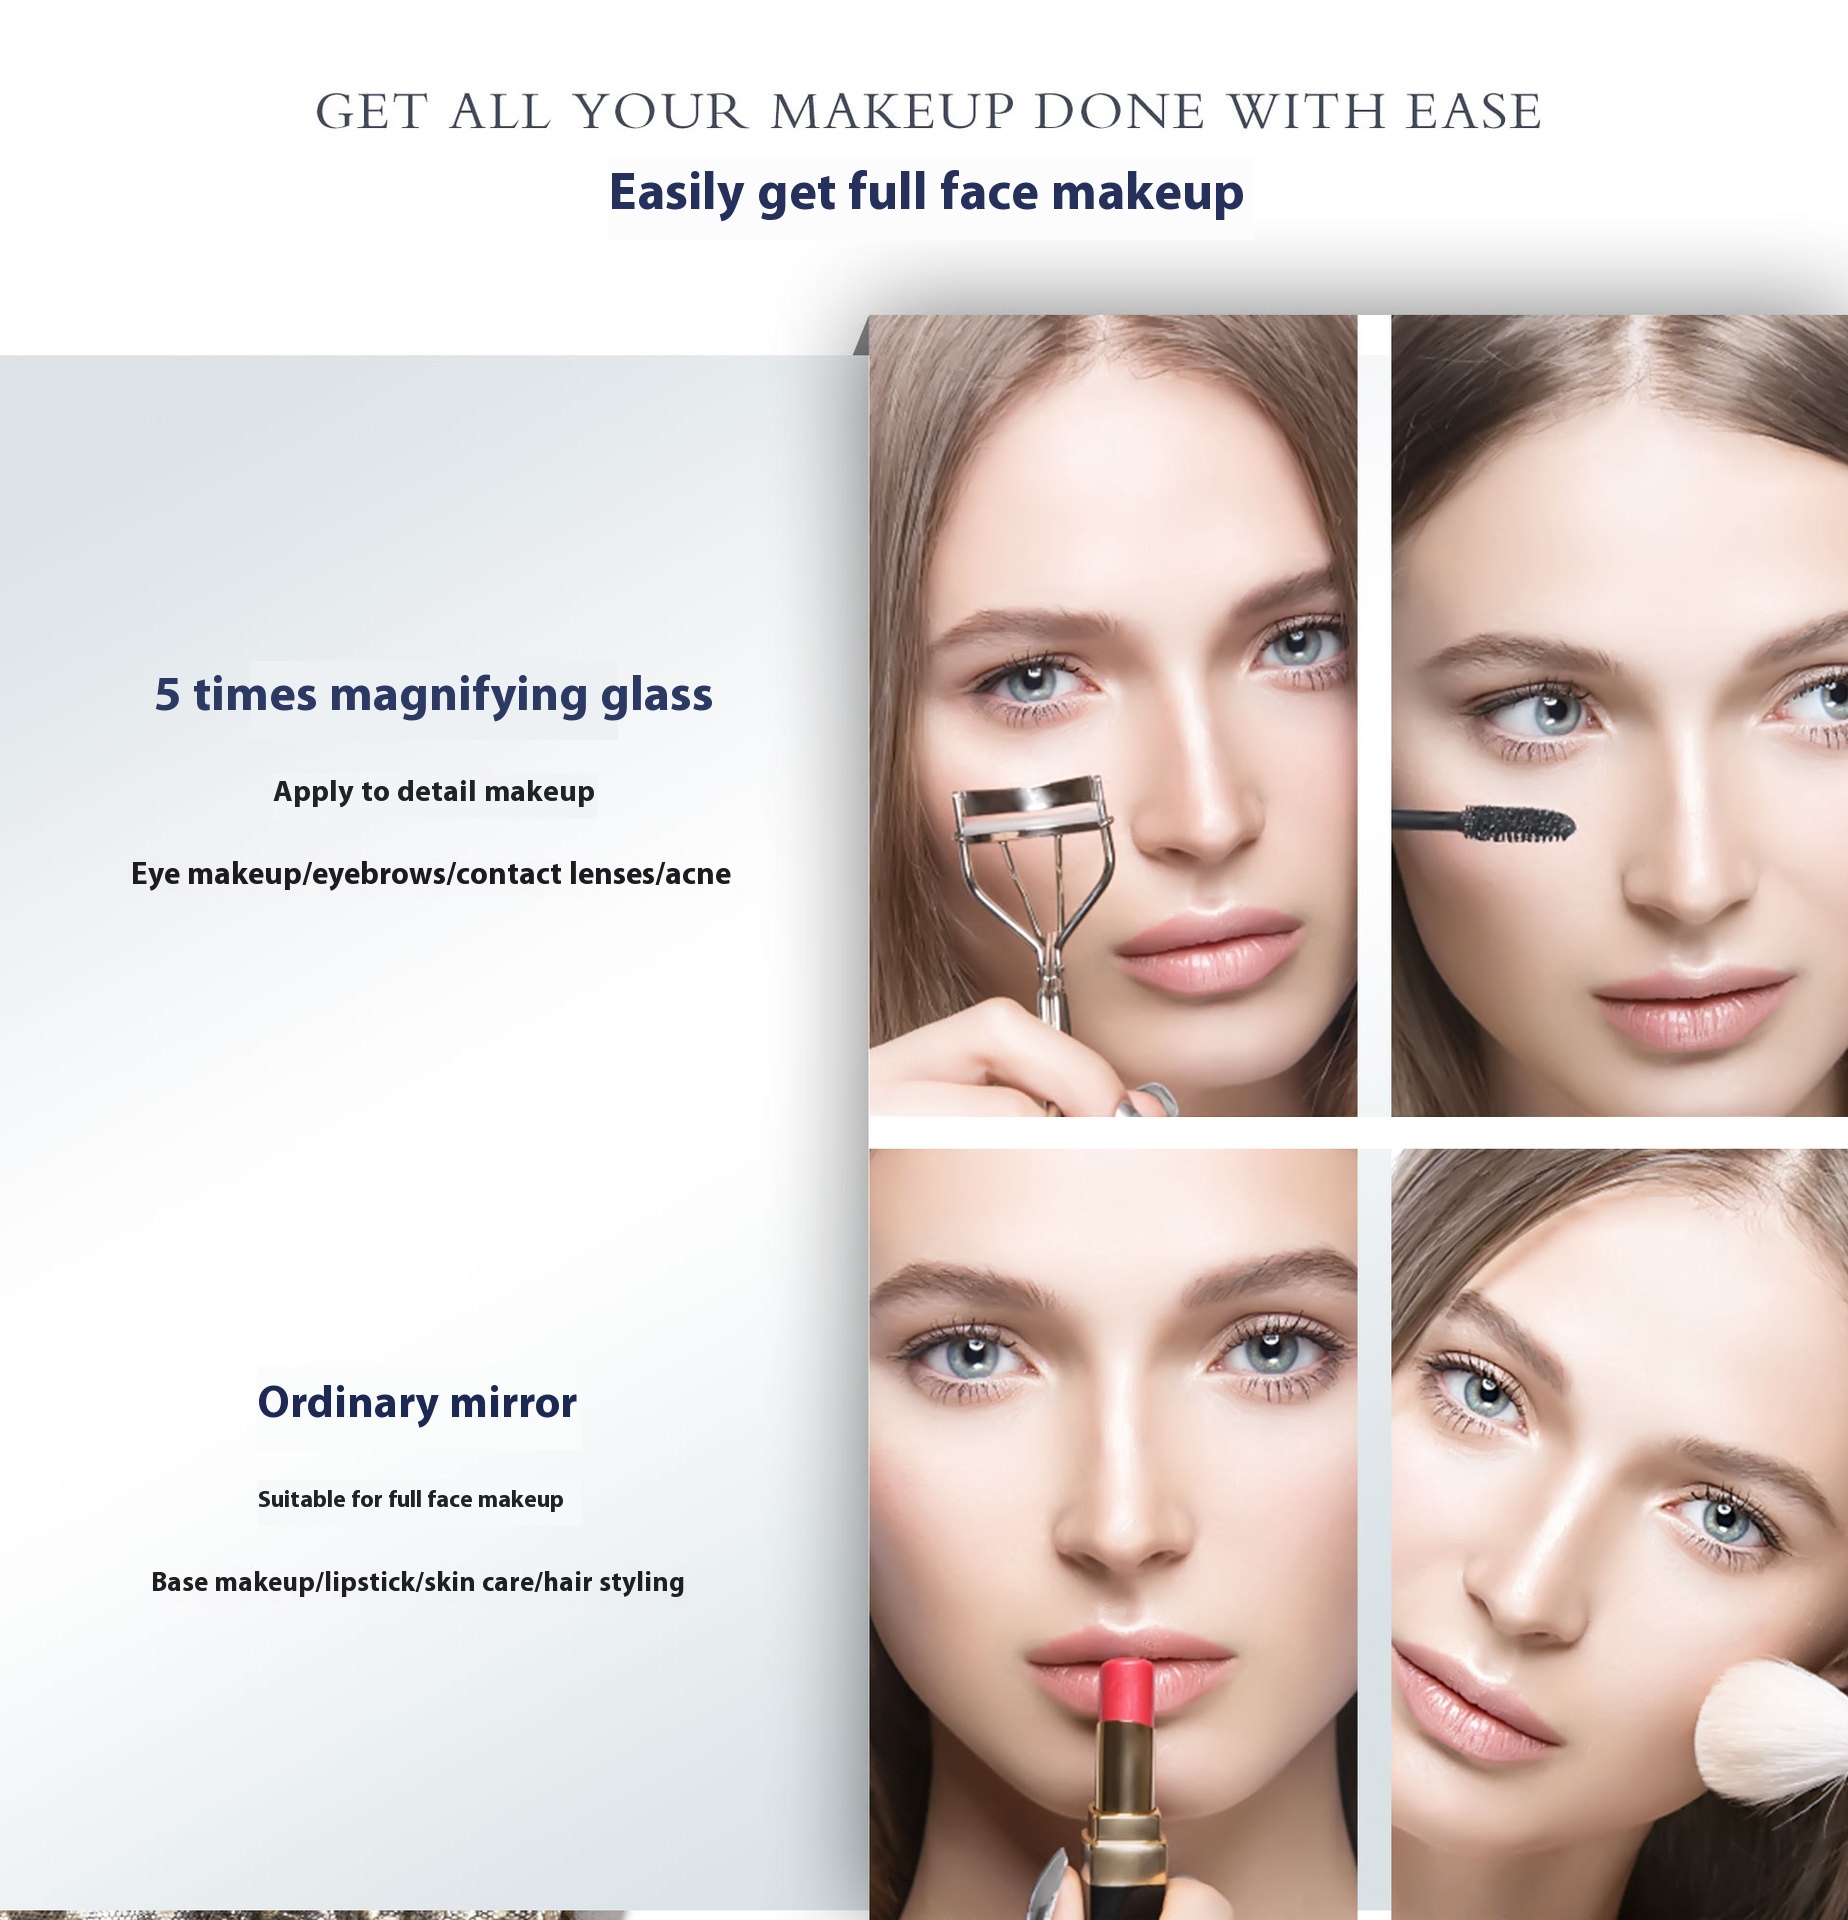 GET ALL YOUR MAKEUP DONE WITH EASE
Easily get full face makeup
5 times magnifying glass
Apply to detail makeup
Eye makeup/eyebrows/contact lenses/acne
Ordinary mirror
Suitable for full face makeup
Base makeup/lipstick/skin care/hair styling